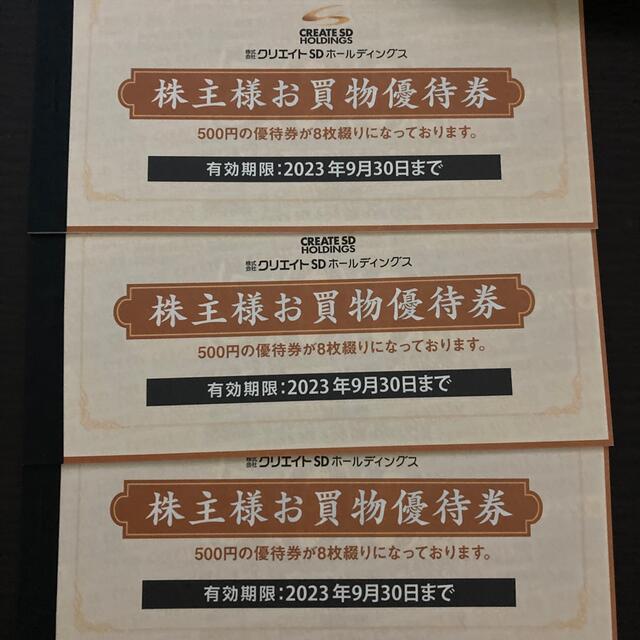 CREATE SD
HOLDINGS
株式会社 クリエイト SD ホールディングス
株主様お買物優待券
500円の優待券が8枚綴りになっております。
有効期限:2023年9月30日まで
CREATE SD
HOLDINGS
株式会社 クリエイト SD ホールディングス
株主様お買物優待券
500円の優待券が8枚綴りになっております。
有効期限:2023年9月30日まで
株式会社 クリエイト SD ホールディングス
株主様お買物優待券
500円の優待券が8枚綴りになっております。
有効期限:2023年9月30日まで